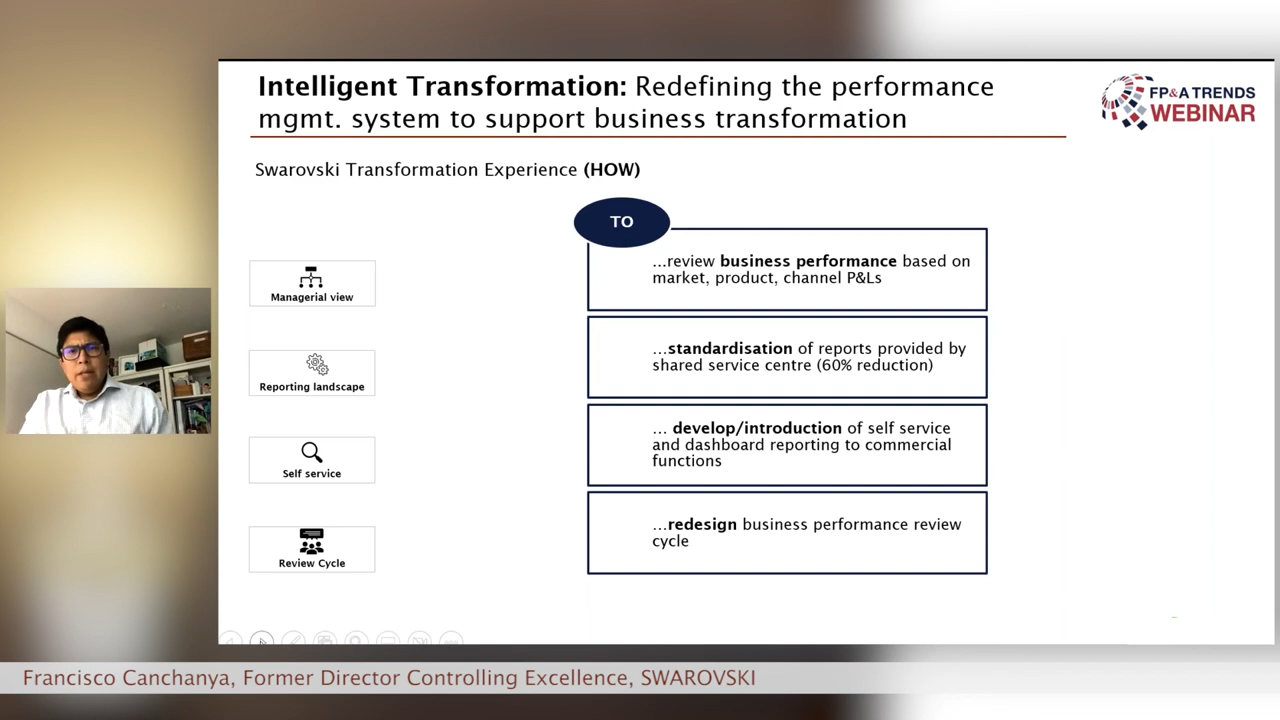 Intelligent Transformation: Redefining the performance
mgmt. system to support business transformation
FP&A TRENDS
WEBINAR
Swarovski Transformation Experience (HOW)
TO
Managerial view
...review business performance based on
market, product, channel P&Ls
Reporting landscape
...standardisation of reports provided by
shared service centre (60% reduction)
Self service
... develop/introduction of self service
and dashboard reporting to commercial
functions
Review Cycle
...redesign business performance review
cycle
Francisco Canchanya, Former Director Controlling Excellence, SWAROVSKI